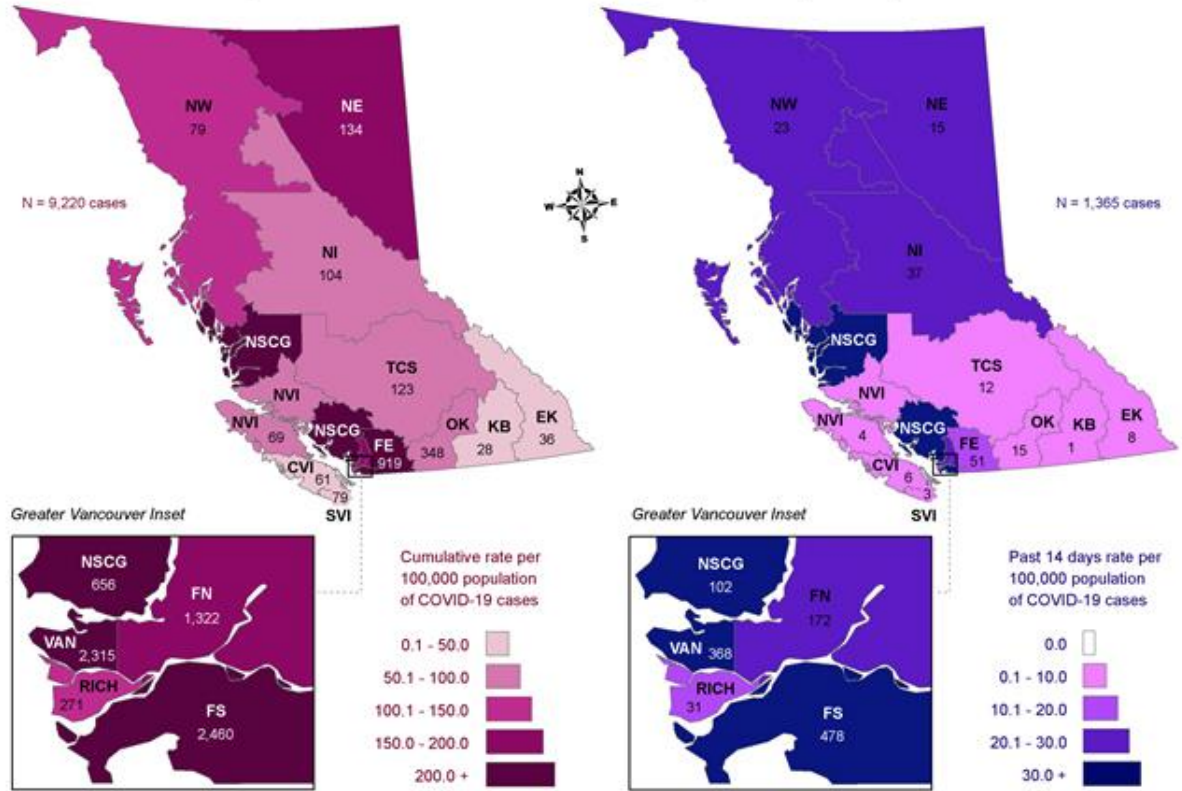 NW
79
NE
134
N = 9,220 cases
NI
104
NSCG
TCS
123
NVI
NVI
69
NSCG
FE
919
OK
348
KB
28
EK
36
CVI
61
79
SVI
Greater Vancouver Inset
NSCG
656
FN
1,322
VAN
2,315
RICH
271
FS
2,460
Cumulative rate per
100,000 population
of COVID-19 cases
0.1 - 50.0
50.1 - 100.0
100.1 - 150.0
150.0 - 200.0
200.0 +
N
W
E
S
NW
23
NE
15
N = 1,365 cases
NI
37
NSCG
TCS
12
NVI
NVI
4
NSCG
FE
51
OK
15
KB
1
EK
8
CVI
6
3
SVI
Greater Vancouver Inset
NSCG
102
FN
172
VAN
368
RICH
31
FS
478
Past 14 days rate per
100,000 population
of COVID-19 cases
0.0
0.1 - 10.0
10.1 - 20.0
20.1 - 30.0
30.0 +